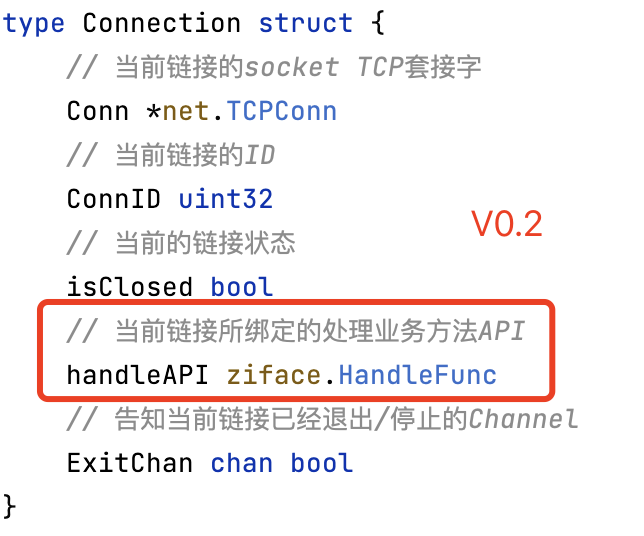 type Connection struct {
// 当前链接的socket TCP套接字
Conn *net.TCPConn
// 当前链接的ID
ConnID uint32
// 当前的链接状态
V0.2
isClosed bool
// 当前链接所绑定的处理业务方法API
handleAPI ziface.HandleFunc
// 告知当前链接已经退出/停止的Channel
ExitChan chan bool
}